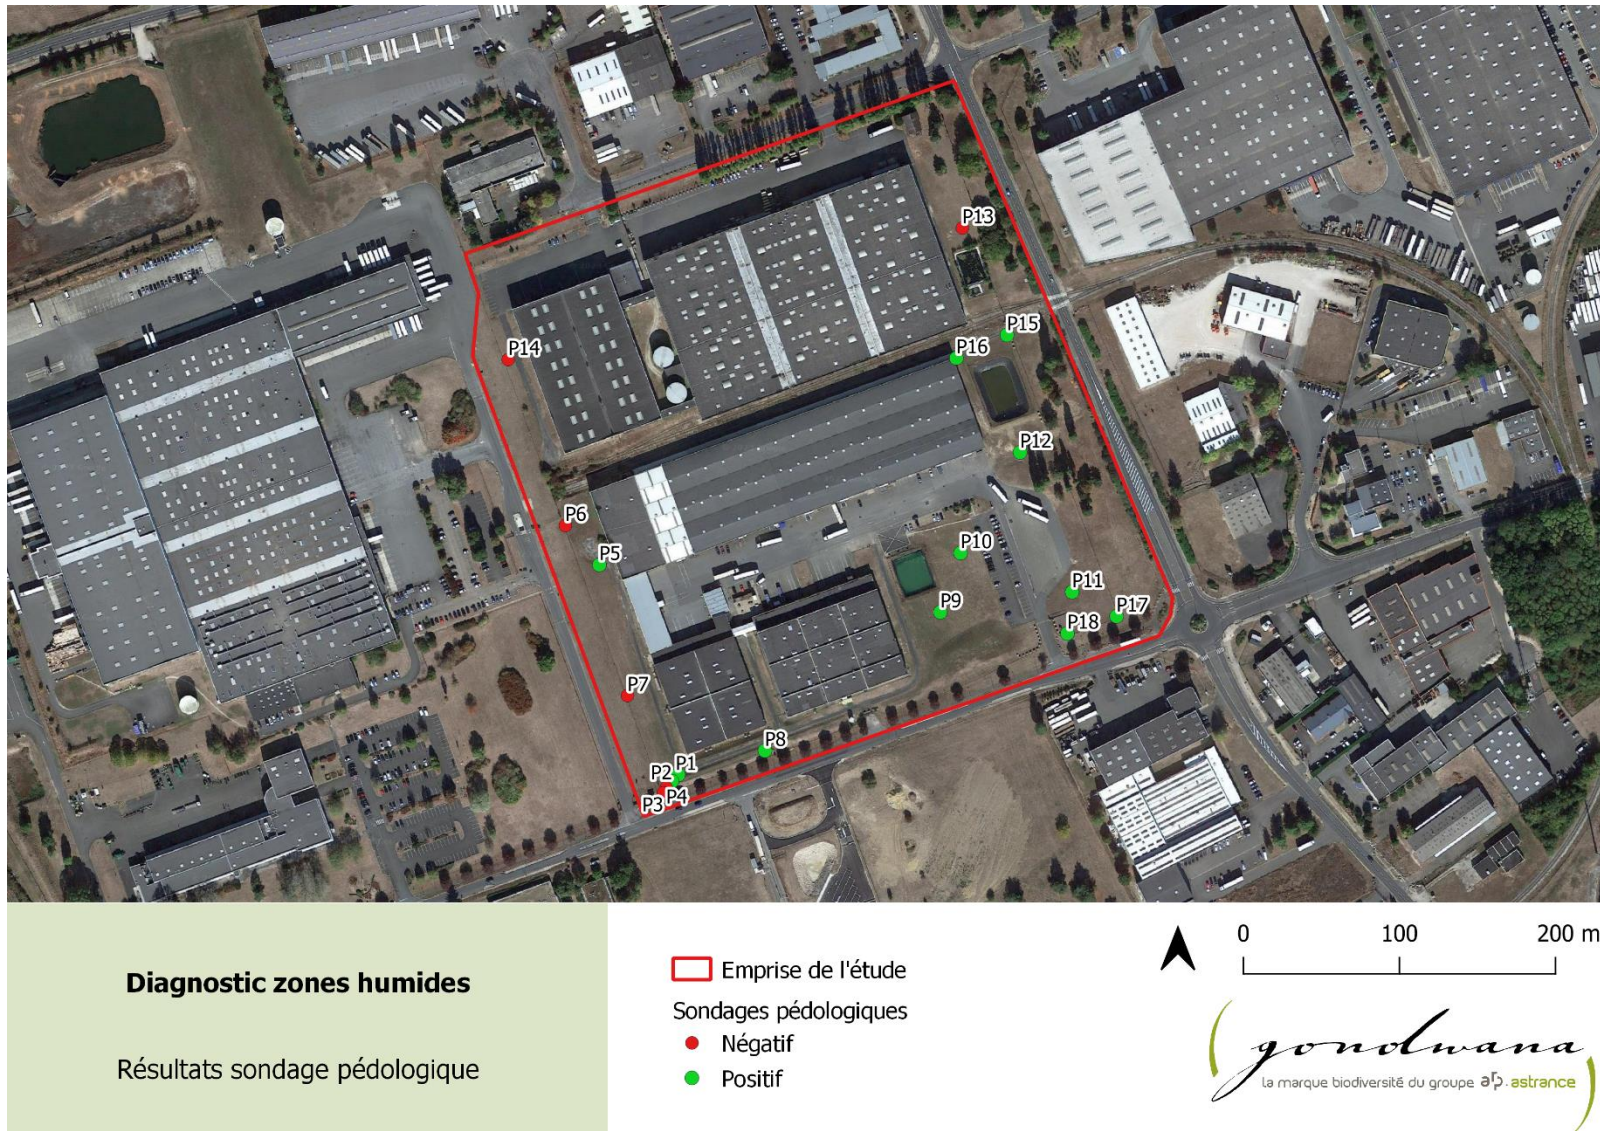 P13
P15
P16
P14
P12
P6
P5
P10
P11
P9
P17
P18
P7
P8
P1
P2
P4
P3
Diagnostic zones humides
Résultats sondage pédologique
Emprise de l'étude
Sondages pédologiques
Négatif
Positif
0 100 200 m
gondwana
la marque biodiversité du groupe arp. astrance